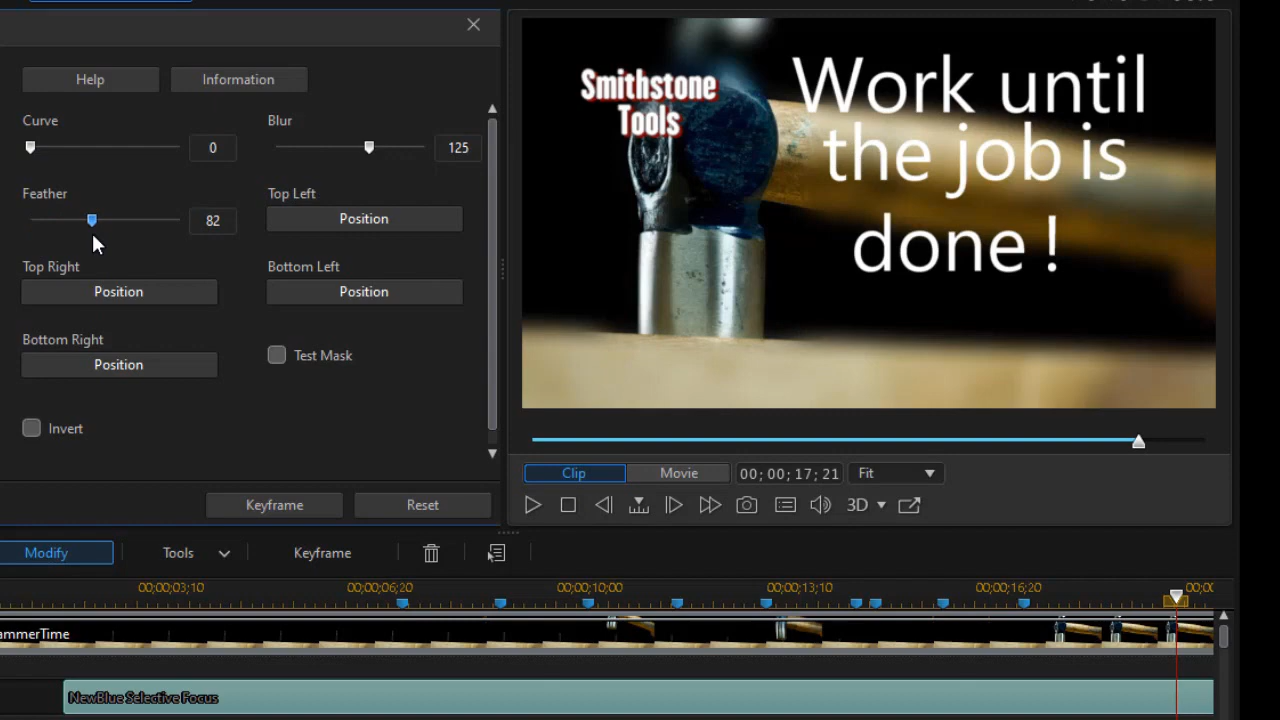 Help
Information
Curve
Blur
0
125
Feather
Top Left
82
Position
Top Right
Bottom Left
Position
Position
Bottom Right
Position
Test Mask
Invert
Keyframe
Reset
Smithstone
Tools
Work until
the job is
done !
Clip
Movie
00; 00; 17; 21
Fit
3D
Modify
Tools
Keyframe
00;00;03;10
00;00;06;20
00;00;10;00
00;00;13;10
00;00;16;20
00;00
ammerTime
NewBlue Selective Focus